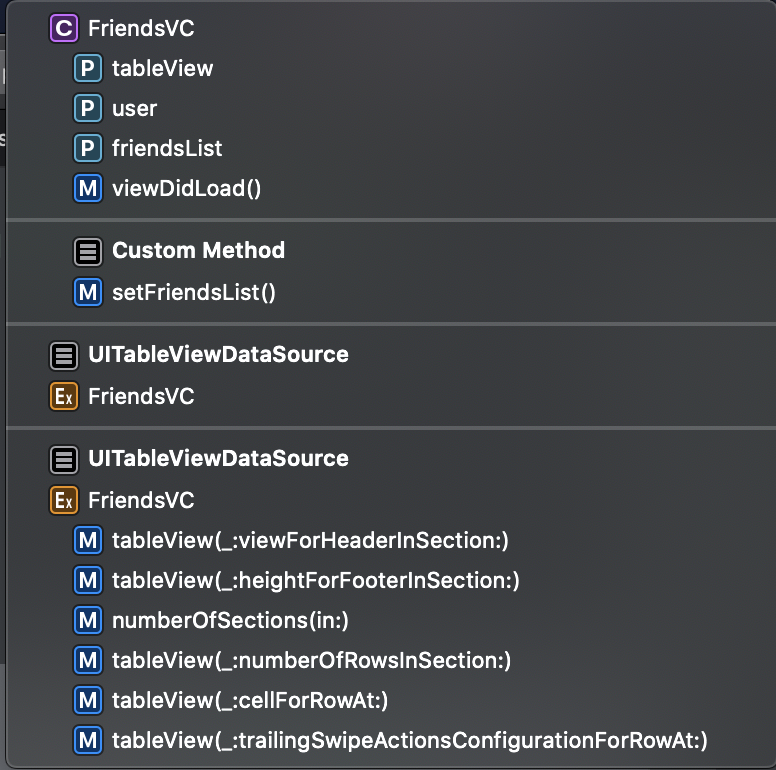 C FriendsVC
P tableView
P user
P friendsList
M viewDidLoad()
Custom Method
M setFriendsList()
UITableViewDataSource
Ex FriendsVC
UITableViewDataSource
Ex FriendsVC
M tableView(_:viewForHeaderInSection:)
M tableView(_:heightForFooterInSection:)
M numberOfSections(in:)
M tableView(_:numberOfRowsInSection:)
M tableView(_:cellForRowAt:)
M tableView(_:trailingSwipeActionsConfigurationForRowAt:)